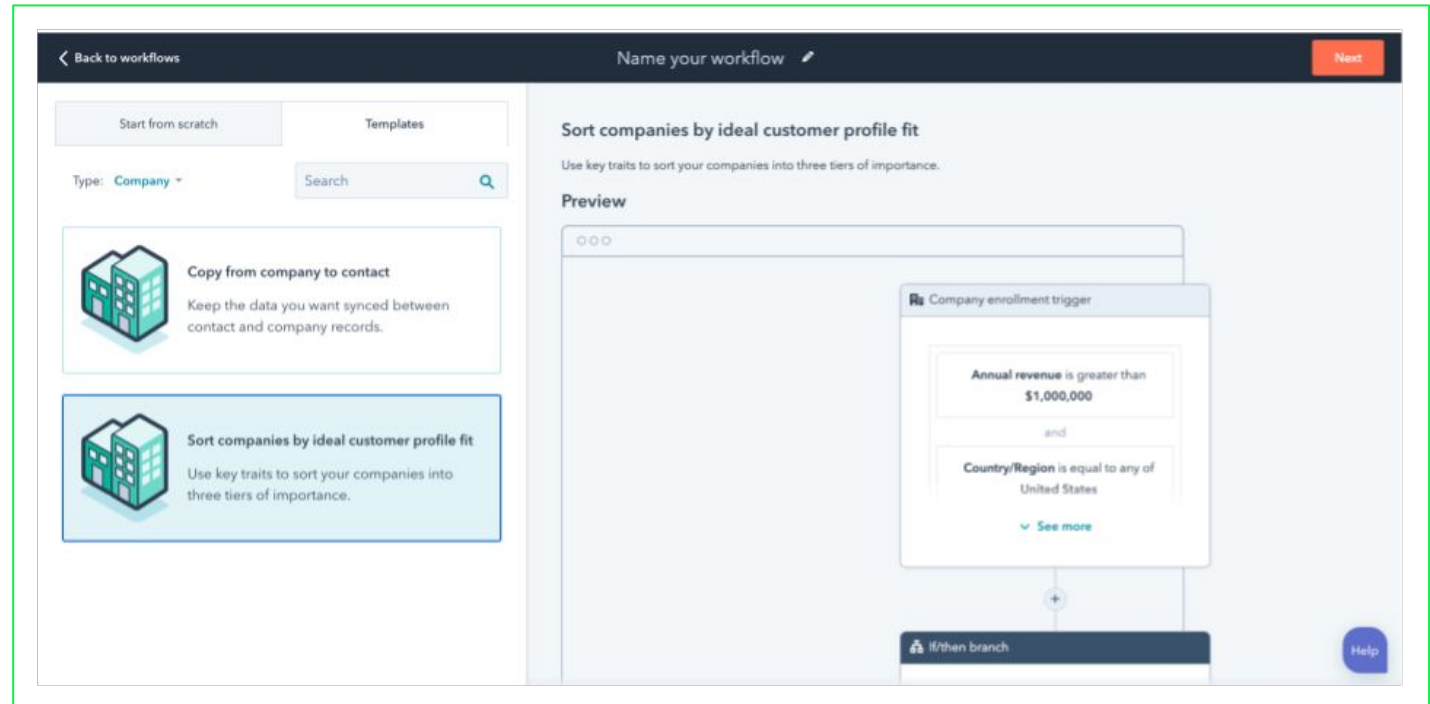 Back to workflows
Name your workflow
Next
Start from scratch
Templates
Type: Company
Search
Copy from company to contact
Keep the data you want synced between
contact and company records.
Sort companies by ideal customer profile fit
Use key traits to sort your companies into
three tiers of importance.
Sort companies by ideal customer profile fit
Use key traits to sort your companies into three tiers of importance.
Preview
Company enrollment trigger
Annual revenue is greater than
$1,000,000
and
Country/Region is equal to any of
United States
See more
If/then branch
Help